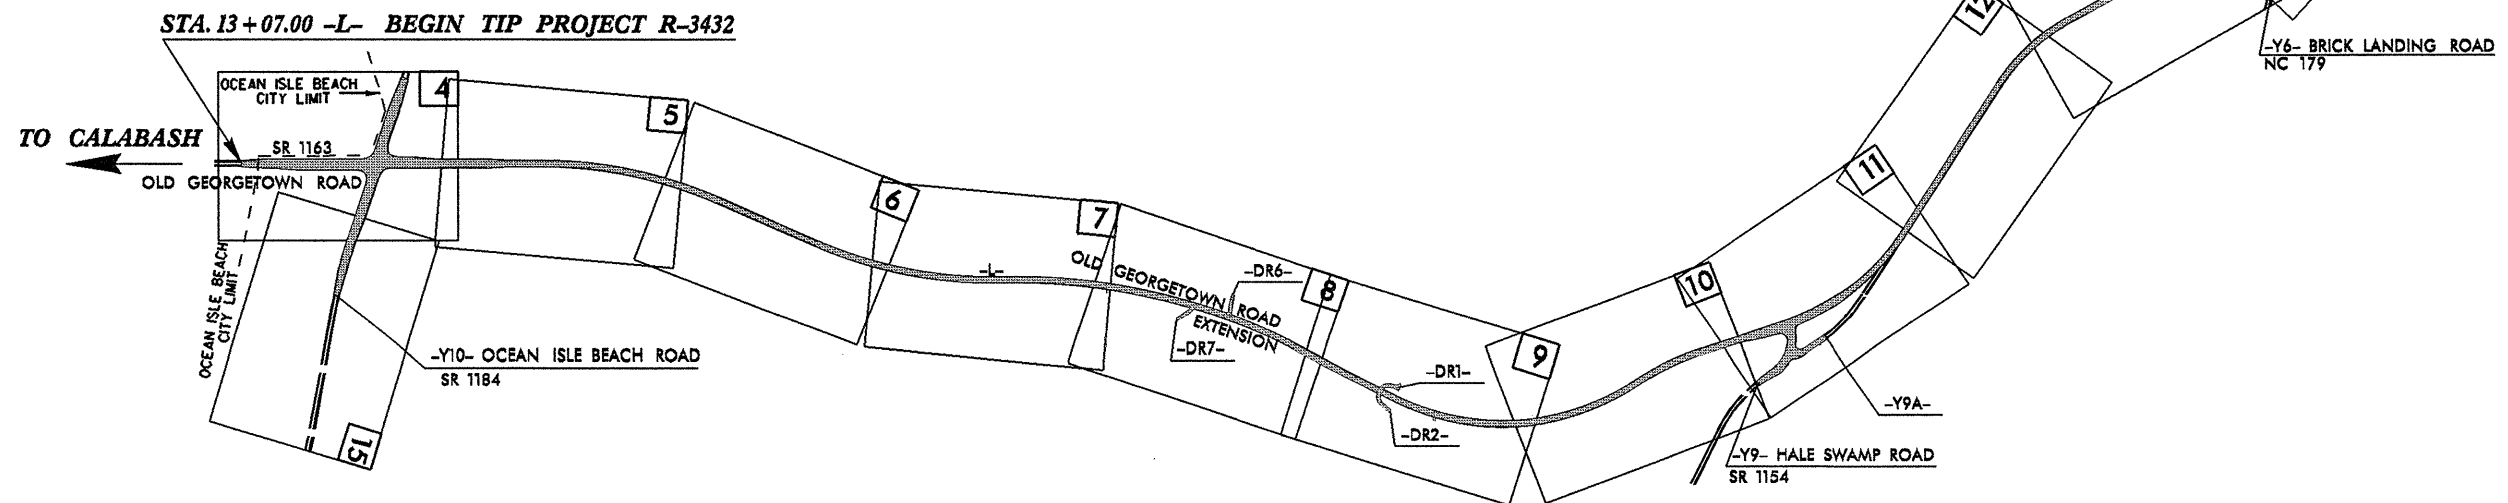 STA. 13+07.00 -L- BEGIN TIP PROJECT R-3432
12
-Y6- BRICK LANDING ROAD
NC 179
OCEAN ISLE BEACH
CITY LIMIT
4
5
TO CALABASH
SR 1163
OLD GEORGETOWN ROAD
6
7
11
OCEAN ISLE BEACH
CITY LIMIT
-L-
OLD GEORGETOWN ROAD
EXTENSION
-DR6-
8
10
-DR7-
-Y10- OCEAN ISLE BEACH ROAD
SR 1184
9
-DR1-
-DR2-
-Y9A-
15
-Y9- HALE SWAMP ROAD
SR 1154